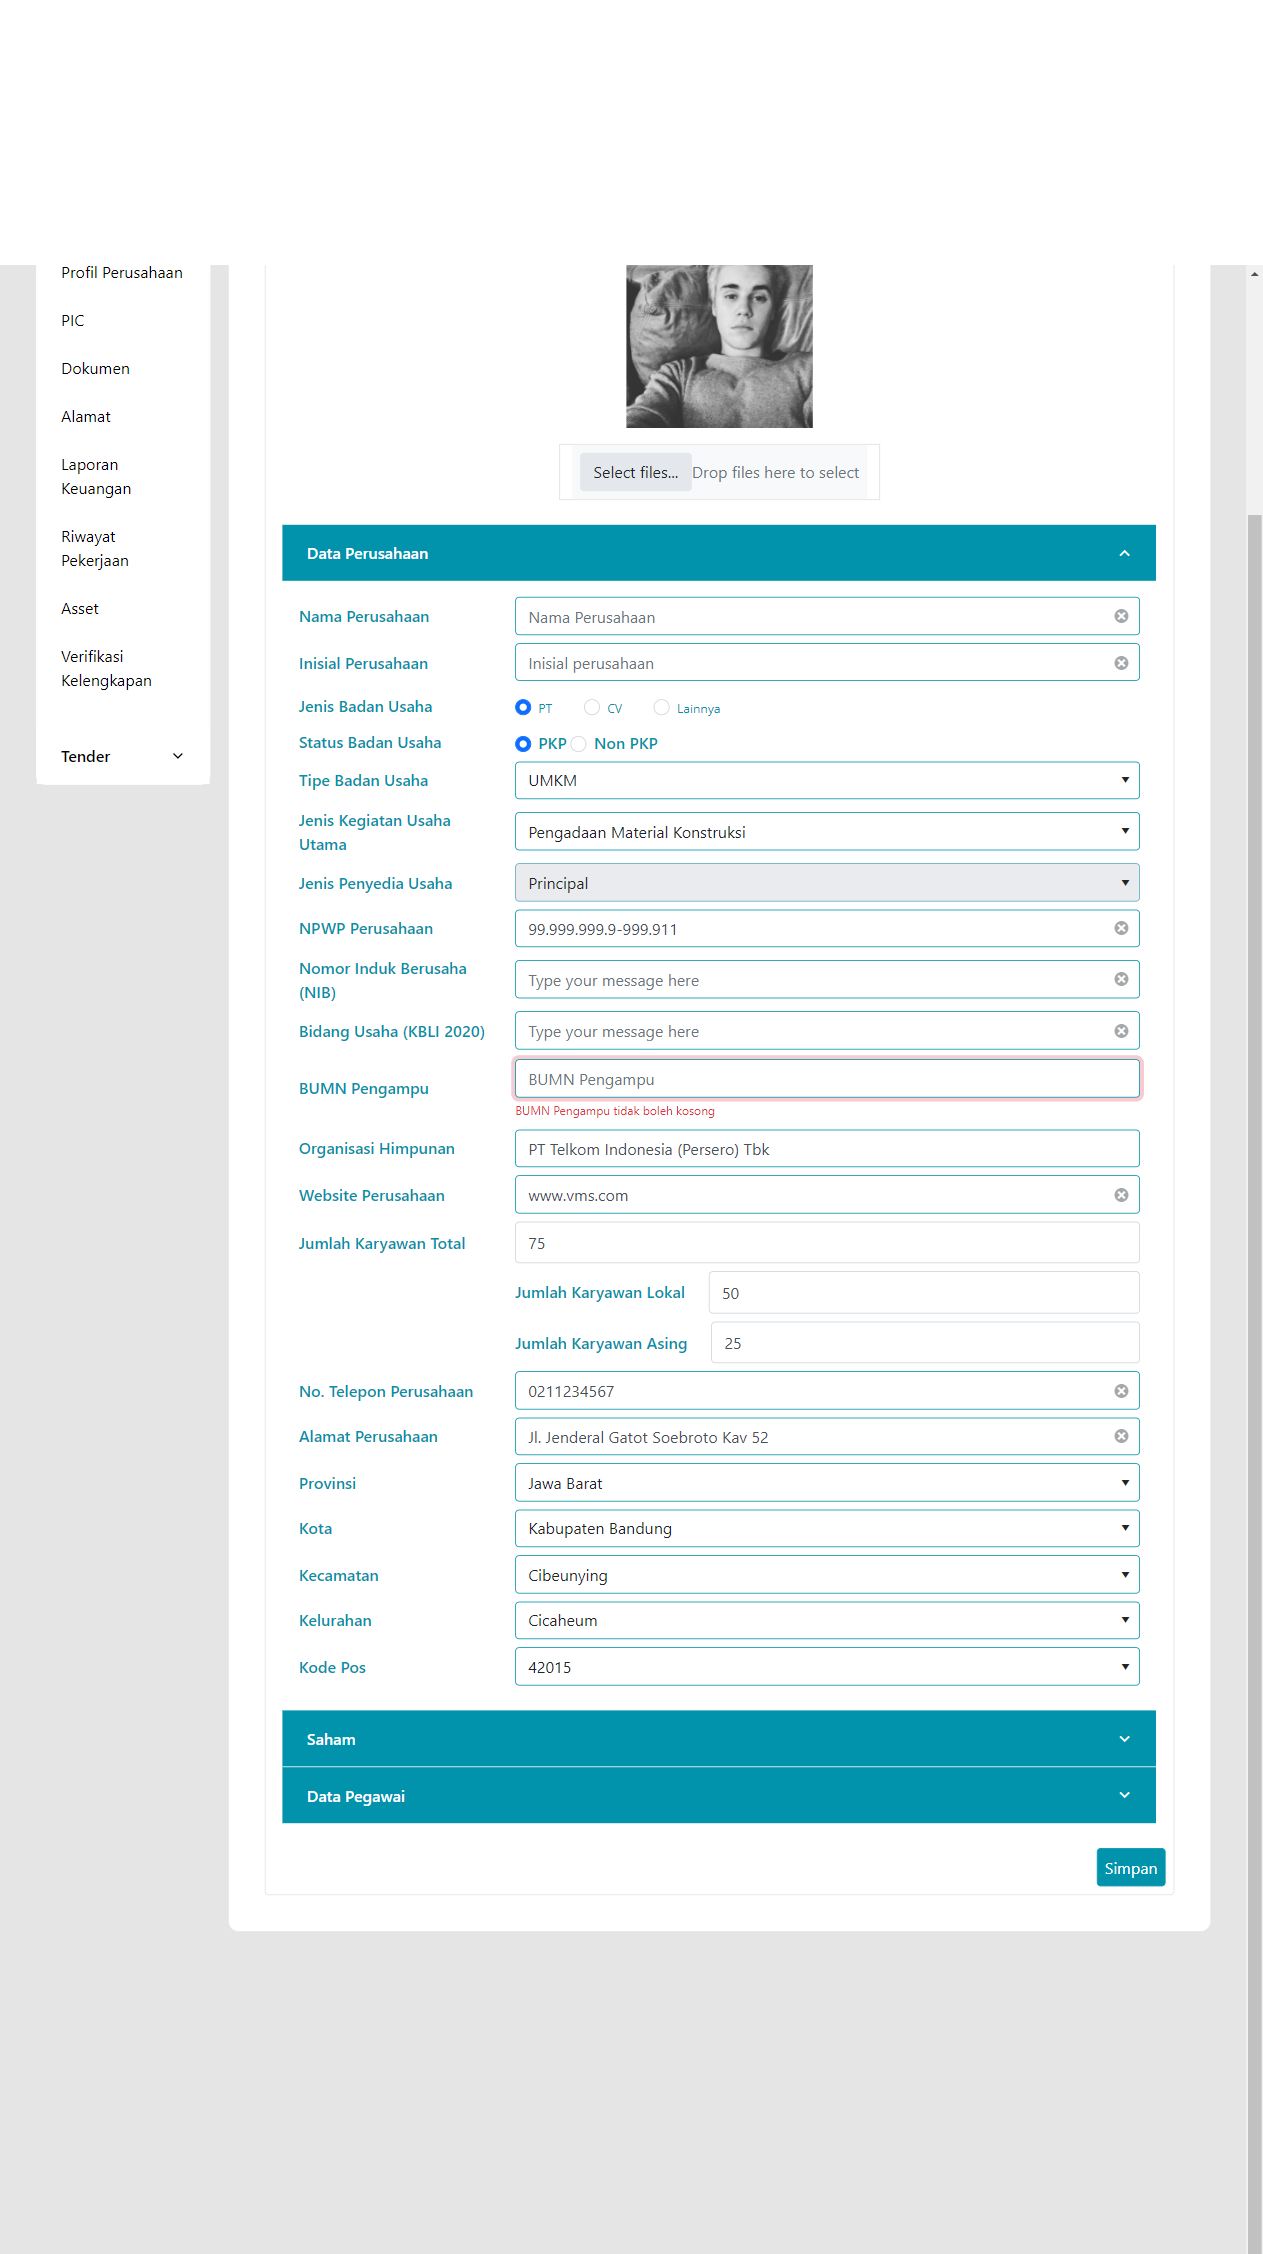 Profil Perusahaan
PIC
Dokumen
Alamat
Laporan
Keuangan
Riwayat
Pekerjaan
Asset
Verifikasi
Kelengkapan
Tender
Select files... Drop files here to select
Data Perusahaan
Nama Perusahaan Nama Perusahaan
Inisial Perusahaan Inisial perusahaan
Jenis Badan Usaha PT CV Lainnya
Status Badan Usaha PKP Non PKP
Tipe Badan Usaha UMKM
Jenis Kegiatan Usaha
Utama
Pengadaan Material Konstruksi
Jenis Penyedia Usaha Principal
NPWP Perusahaan 99.999.999.9-999.911
Nomor Induk Berusaha
(NIB)
Type your message here
Bidang Usaha (KBLI 2020) Type your message here
BUMN Pengampu BUMN Pengampu
BUMN Pengampu tidak boleh kosong
Organisasi Himpunan PT Telkom Indonesia (Persero) Tbk
Website Perusahaan www.vms.com
Jumlah Karyawan Total 75
Jumlah Karyawan Lokal 50
Jumlah Karyawan Asing 25
No. Telepon Perusahaan 0211234567
Alamat Perusahaan Jl. Jenderal Gatot Soebroto Kav 52
Provinsi Jawa Barat
Kota Kabupaten Bandung
Kecamatan Cibeunying
Kelurahan Cicaheum
Kode Pos 42015
Saham
Data Pegawai
Simpan